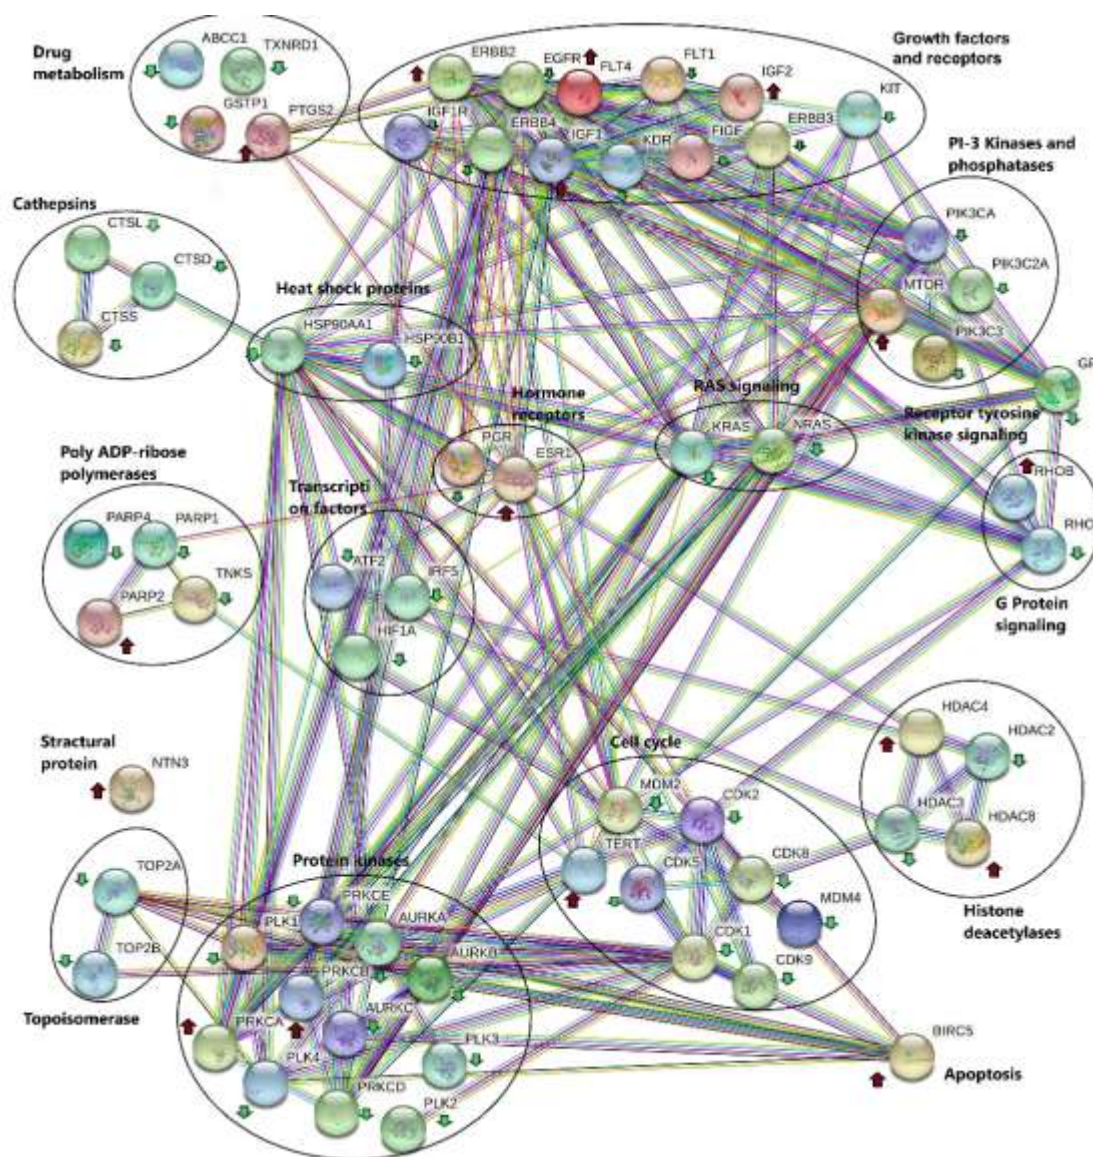 Drug
metabolism
ABCC1
TXNRD1
GSTP1
PTGS2
ERBB2
EGFR
FLT4
FLT1
IGF2
Growth factors
and receptors
KIT
IGF1R
ERBB4
IGF1
KDR
FIGF
ERBB3
PI-3 Kinases and
phosphatases
PIK3CA
PIK3C2A
MTOR
PIK3C3
Cathepsins
CTSL
CTSD
CTSS
Heat shock proteins
HSP90AA1
HSP90B1
Hormone
receptors
PGR
ESR1
RAS signaling
KRAS
NRAS
Receptor tyrosine
kinase signaling
RHOB
RHO
G Protein
signaling
Poly ADP-ribose
polymerases
PARP4
PARP1
TNKS
PARP2
Transcripti
on factors
ATF2
IRF5
HIF1A
Stractural
protein
NTN3
Cell cycle
MDM2
CDK2
TERT
CDK5
CDK8
MDM4
CDK1
CDK9
HDAC4
HDAC2
HDAC3
HDAC8
Histone
deacetylases
TOP2A
TOP2B
Topoisomerase
Protein kinases
PRKCE
PLK1
AURKA
PRKCB
AURKB
PRKCA
AURKC
PLK4
PLK3
PRKCD
PLK2
BIRC5
Apoptosis